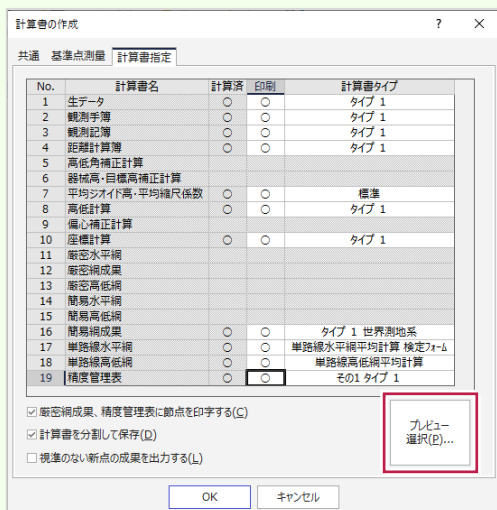 計算書の作成 ? ×
共通 基準点測量 計算書指定
No. 計算書名 計算済 印刷 計算書タイプ
1 生データ ○ ○ タイプ 1
2 観測手簿 ○ ○ タイプ 1
3 観測記簿 ○ ○ タイプ 1
4 距離計算簿 ○ ○ タイプ 1
5 高低角補正計算
6 器械高・目標高補正計算
7 平均ジオイド高・平均縮尺係数 ○ ○ 標準
8 高低計算 ○ ○ タイプ 1
9 偏心補正計算
10 座標計算 ○ ○ タイプ 1
11 厳密水平網
12 厳密網成果
13 厳密高低網
14 簡易水平網
15 簡易高低網
16 簡易網成果 ○ ○ タイプ 1 世界測地系
17 単路線水平網 ○ ○ 単路線水平網平均計算 検定フォーム
18 単路線高低網 ○ ○ 単路線高低網平均計算
19 精度管理表 ○ ○ その1 タイプ 1
厳密網成果、精度管理表に節点を印字する(C)
計算書を分割して保存(D)
視準のない新点の成果を出力する(L)
プレビュー
選択(P)...
OK キャンセル